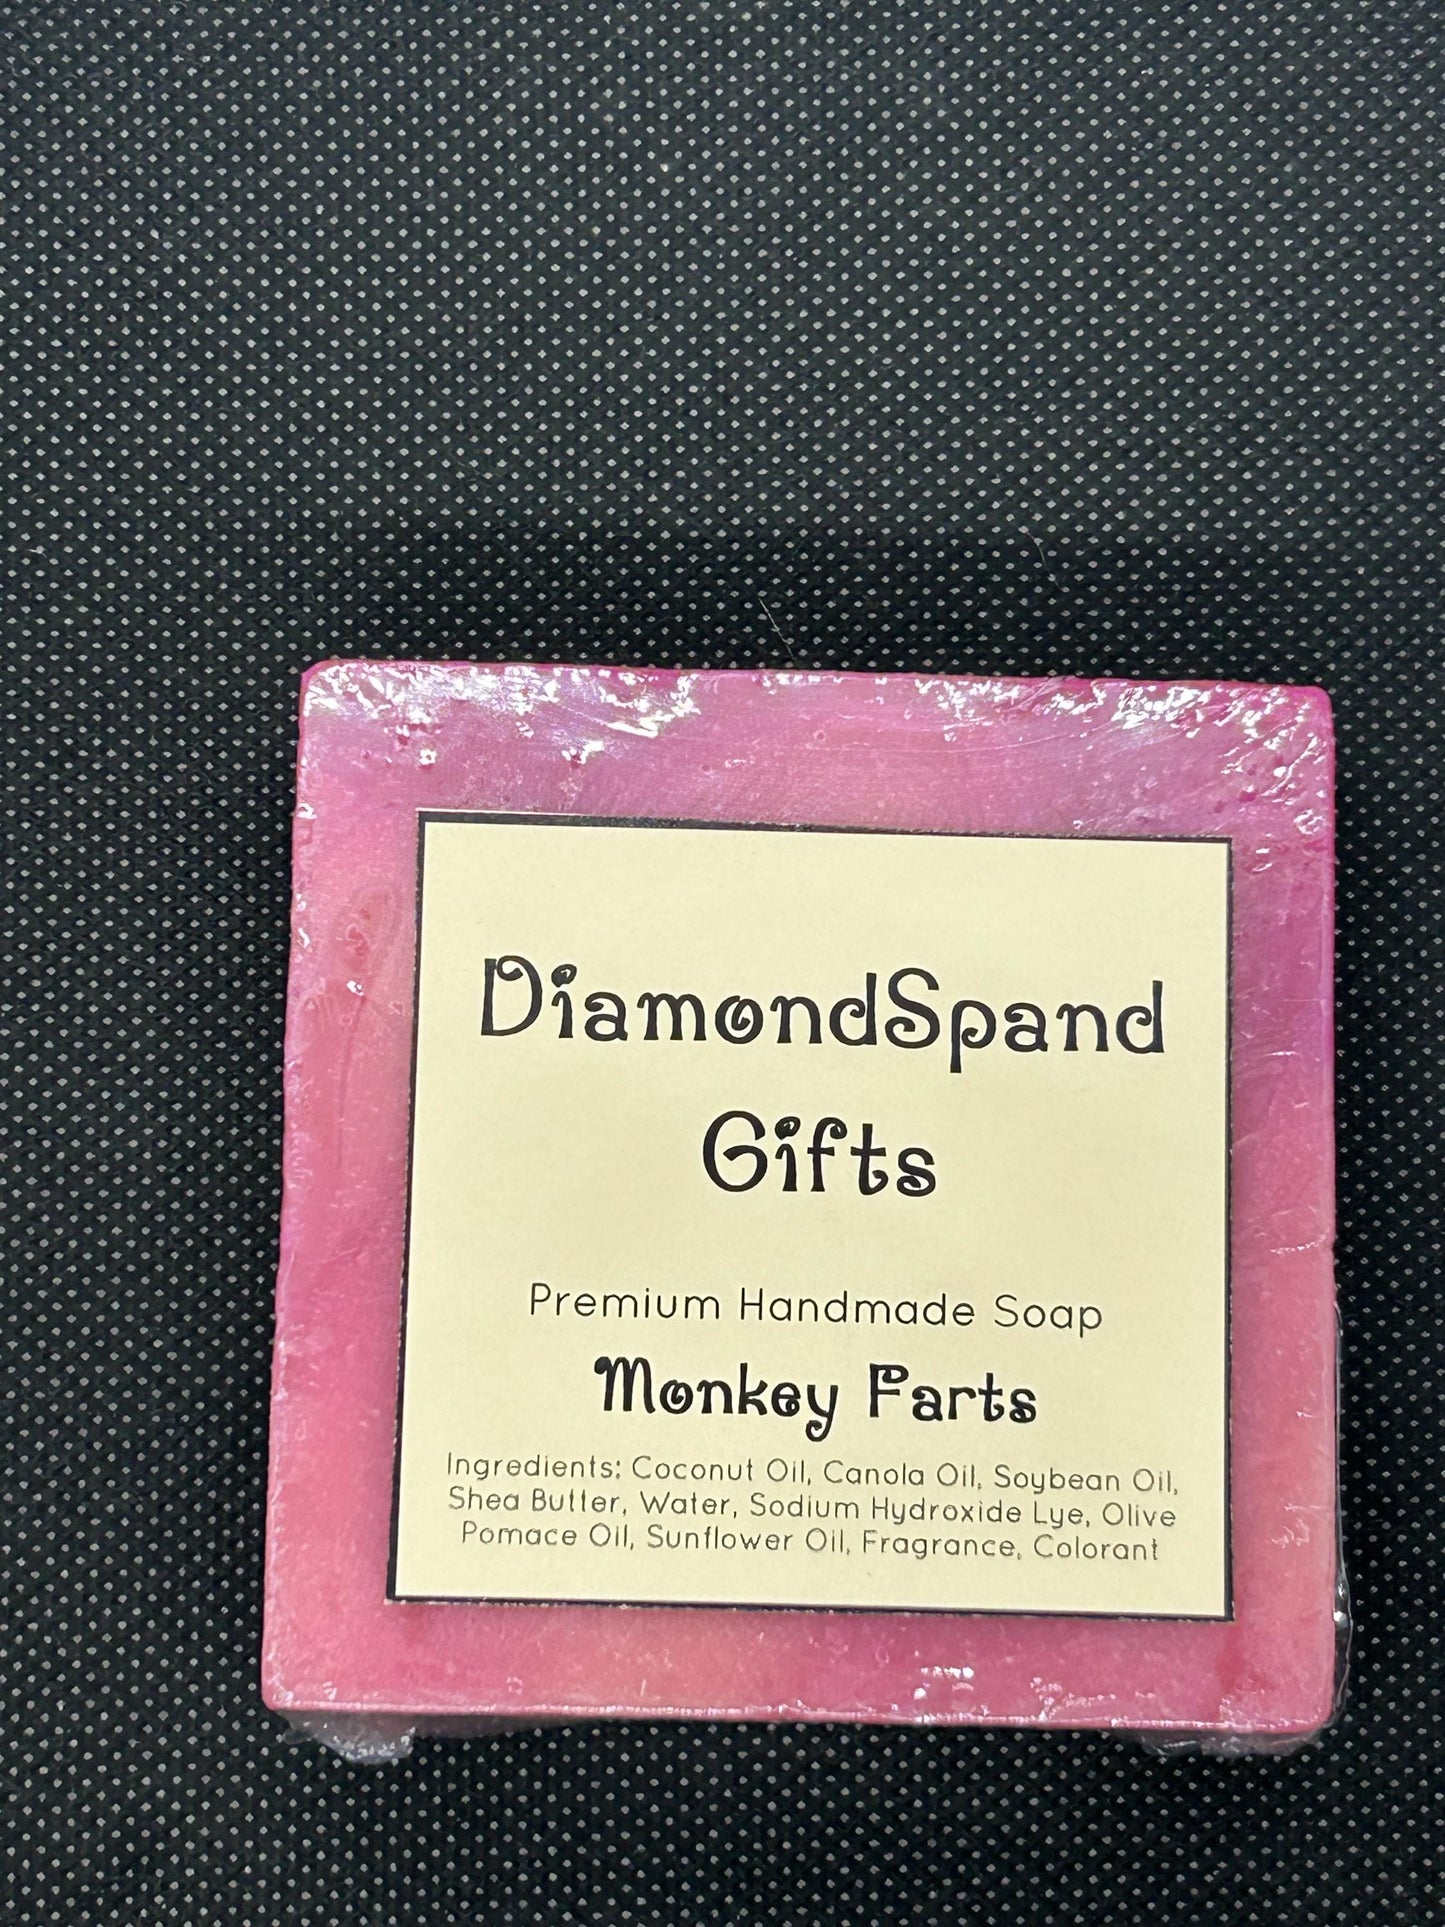 DiamondSpand
Gifts
Premium Handmade Soap
Monkey Farts
Ingredients: Coconut Oil, Canola Oil, Soybean Oil,
Shea Butter, Water, Sodium Hydroxide Lye, Olive
Pomace Oil, Sunflower Oil, Fragrance, Colorant